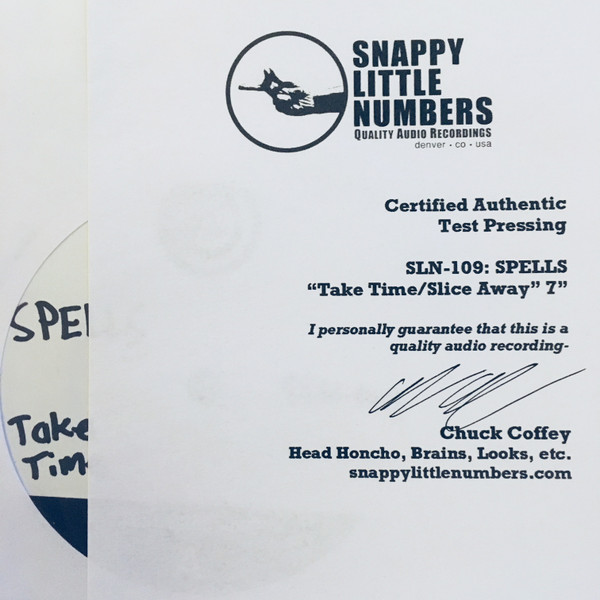 SNAPPY
LITTLE
NUMBERS
QUALITY AUDIO RECORDINGS
denver • co • usa
Certified Authentic
Test Pressing
SLN-109: SPELLS
“Take Time/Slice Away” 7”
I personally guarantee that this is a
quality audio recording-
Chuck Coffey
Head Honcho, Brains, Looks, etc.
snappylittlenumbers.com
SPEL
Take
Tim